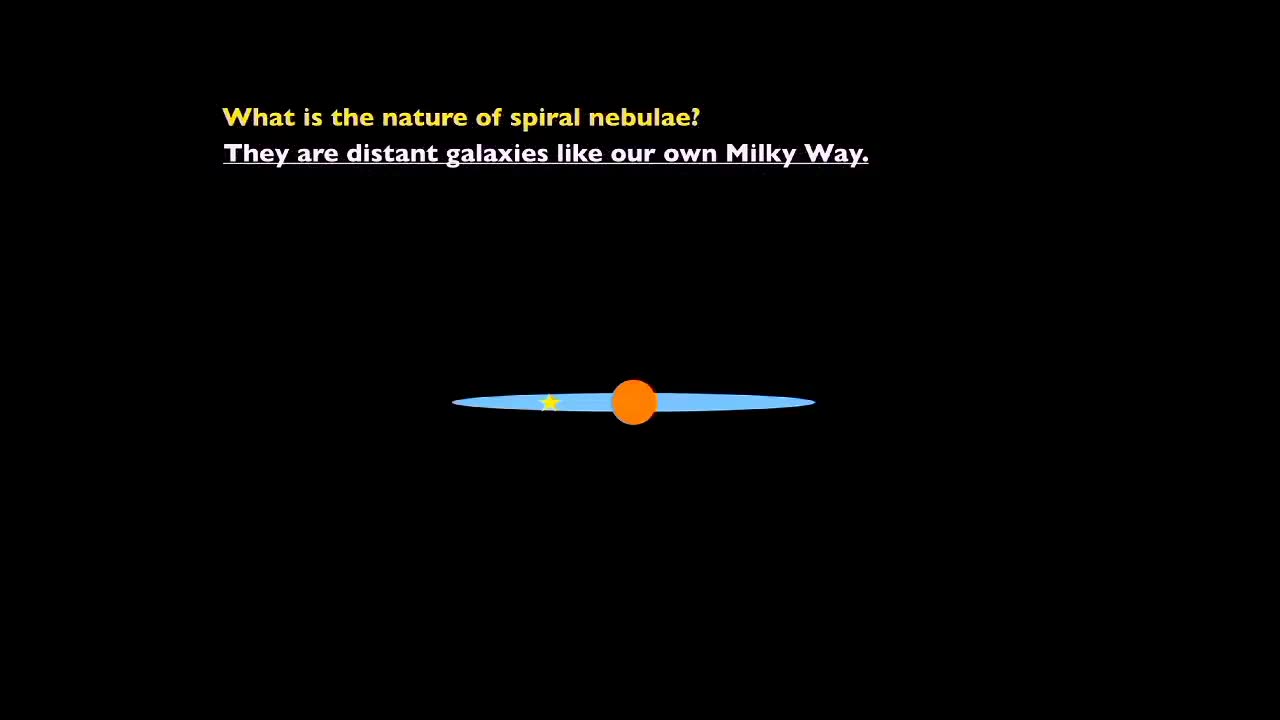 What is the nature of spiral nebulae?
They are distant galaxies like our own Milky Way.